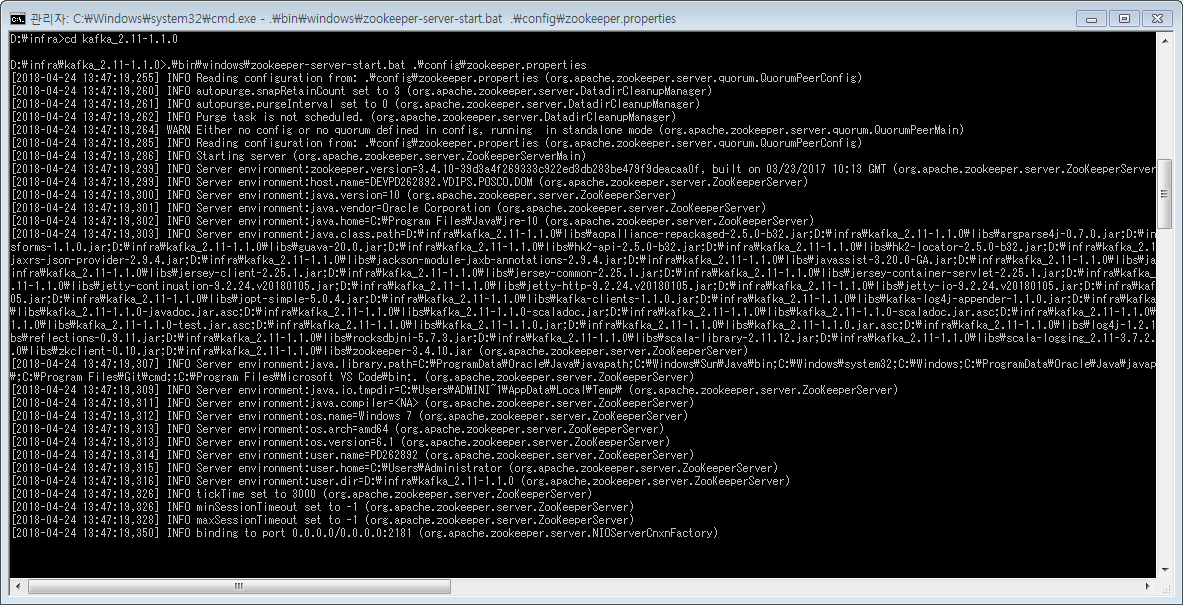 관리자: C:₩Windows₩system32₩cmd.exe - .₩bin₩windows₩zookeeper-server-start.bat .₩config₩zookeeper.properties
D:₩infra>cd kafka_2.11-1.1.0
D:₩infra₩kafka_2.11-1.1.0>.₩bin₩windows₩zookeeper-server-start.bat .₩config₩zookeeper.properties
[2018-04-24 13:47:19,255] INFO Reading configuration from: .₩config₩zookeeper.properties (org.apache.zookeeper.server.quorum.QuorumPeerConfig)
[2018-04-24 13:47:19,260] INFO autopurge.snapRetainCount set to 3 (org.apache.zookeeper.server.DatadirCleanupManager)
[2018-04-24 13:47:19,261] INFO autopurge.purgeInterval set to 0 (org.apache.zookeeper.server.DatadirCleanupManager)
[2018-04-24 13:47:19,262] INFO Purge task is not scheduled. (org.apache.zookeeper.server.DatadirCleanupManager)
[2018-04-24 13:47:19,264] WARN Either no config or no quorum defined in config, running  in standalone mode (org.apache.zookeeper.server.quorum.QuorumPeerMain)
[2018-04-24 13:47:19,285] INFO Reading configuration from: .₩config₩zookeeper.properties (org.apache.zookeeper.server.quorum.QuorumPeerConfig)
[2018-04-24 13:47:19,286] INFO Starting server (org.apache.zookeeper.server.ZooKeeperServerMain)
[2018-04-24 13:47:19,299] INFO Server environment:zookeeper.version=3.4.10-39d3a4f269333c922ed3db283be479f9deacaa0f, built on 03/23/2017 10:13 GMT (org.apache.zookeeper.server.ZooKeeperServer
[2018-04-24 13:47:19,299] INFO Server environment:host.name=DEVPD262892.VDIPS.POSCO.DOM (org.apache.zookeeper.server.ZooKeeperServer)
[2018-04-24 13:47:19,300] INFO Server environment:java.version=10 (org.apache.zookeeper.server.ZooKeeperServer)
[2018-04-24 13:47:19,301] INFO Server environment:java.vendor=Oracle Corporation (org.apache.zookeeper.server.ZooKeeperServer)
[2018-04-24 13:47:19,302] INFO Server environment:java.home=C:₩Program Files₩Java₩jre-10 (org.apache.zookeeper.server.ZooKeeperServer)
[2018-04-24 13:47:19,303] INFO Server environment:java.class.path=D:₩infra₩kafka_2.11-1.1.0₩libs₩aopalliance-repackaged-2.5.0-b32.jar;D:₩infra₩kafka_2.11-1.1.0₩libs₩argparse4j-0.7.0.jar;D:₩in
sforms-1.1.0.jar;D:₩infra₩kafka_2.11-1.1.0₩libs₩guava-20.0.jar;D:₩infra₩kafka_2.11-1.1.0₩libs₩hk2-api-2.5.0-b32.jar;D:₩infra₩kafka_2.11-1.1.0₩libs₩hk2-locator-2.5.0-b32.jar;D:₩infra₩kafka_2.11
jaxrs-json-provider-2.9.4.jar;D:₩infra₩kafka_2.11-1.1.0₩libs₩jackson-module-jaxb-annotations-2.9.4.jar;D:₩infra₩kafka_2.11-1.1.0₩libs₩javassist-3.20.0-GA.jar;D:₩infra₩kafka_2.11-1.1.0₩libs₩ja
infra₩kafka_2.11-1.1.0₩libs₩jersey-client-2.25.1.jar;D:₩infra₩kafka_2.11-1.1.0₩libs₩jersey-common-2.25.1.jar;D:₩infra₩kafka_2.11-1.1.0₩libs₩jersey-container-servlet-2.25.1.jar;D:₩infra₩kafka_
.11-1.1.0₩libs₩jetty-continuation-9.2.24.v20180105.jar;D:₩infra₩kafka_2.11-1.1.0₩libs₩jetty-http-9.2.24.v20180105.jar;D:₩infra₩kafka_2.11-1.1.0₩libs₩jetty-io-9.2.24.v20180105.jar;D:₩infra₩kaf
05.jar;D:₩infra₩kafka_2.11-1.1.0₩libs₩jopt-simple-5.0.4.jar;D:₩infra₩kafka_2.11-1.1.0₩libs₩kafka-clients-1.1.0.jar;D:₩infra₩kafka_2.11-1.1.0₩libs₩kafka-log4j-appender-1.1.0.jar;D:₩infra₩kafka
₩libs₩kafka_2.11-1.1.0-javadoc.jar.asc;D:₩infra₩kafka_2.11-1.1.0₩libs₩kafka_2.11-1.1.0-scaladoc.jar;D:₩infra₩kafka_2.11-1.1.0₩libs₩kafka_2.11-1.1.0-scaladoc.jar.asc;D:₩infra₩kafka_2.11-1.1.0₩
1.1.0₩libs₩kafka_2.11-1.1.0-test.jar.asc;D:₩infra₩kafka_2.11-1.1.0₩libs₩kafka_2.11-1.1.0.jar;D:₩infra₩kafka_2.11-1.1.0₩libs₩kafka_2.11-1.1.0.jar.asc;D:₩infra₩kafka_2.11-1.1.0₩libs₩log4j-1.2.1
bs₩reflections-0.9.11.jar;D:₩infra₩kafka_2.11-1.1.0₩libs₩rocksdbjni-5.7.3.jar;D:₩infra₩kafka_2.11-1.1.0₩libs₩scala-library-2.11.12.jar;D:₩infra₩kafka_2.11-1.1.0₩libs₩scala-logging_2.11-3.7.2.
.0₩libs₩zkclient-0.10.jar;D:₩infra₩kafka_2.11-1.1.0₩libs₩zookeeper-3.4.10.jar (org.apache.zookeeper.server.ZooKeeperServer)
[2018-04-24 13:47:19,307] INFO Server environment:java.library.path=C:₩ProgramData₩Oracle₩Java₩javapath;C:₩Windows₩Sun₩Java₩bin;C:₩Windows₩system32;C:₩Windows;C:₩ProgramData₩Oracle₩Java₩javap
₩;C:₩Program Files₩Git₩cmd;;C:₩Program Files₩Microsoft VS Code₩bin;. (org.apache.zookeeper.server.ZooKeeperServer)
[2018-04-24 13:47:19,309] INFO Server environment:java.io.tmpdir=C:₩Users₩ADMINI~1₩AppData₩Local₩Temp₩ (org.apache.zookeeper.server.ZooKeeperServer)
[2018-04-24 13:47:19,311] INFO Server environment:java.compiler=<NA> (org.apache.zookeeper.server.ZooKeeperServer)
[2018-04-24 13:47:19,312] INFO Server environment:os.name=Windows 7 (org.apache.zookeeper.server.ZooKeeperServer)
[2018-04-24 13:47:19,313] INFO Server environment:os.arch=amd64 (org.apache.zookeeper.server.ZooKeeperServer)
[2018-04-24 13:47:19,313] INFO Server environment:os.version=6.1 (org.apache.zookeeper.server.ZooKeeperServer)
[2018-04-24 13:47:19,314] INFO Server environment:user.name=PD262892 (org.apache.zookeeper.server.ZooKeeperServer)
[2018-04-24 13:47:19,315] INFO Server environment:user.home=C:₩Users₩Administrator (org.apache.zookeeper.server.ZooKeeperServer)
[2018-04-24 13:47:19,316] INFO Server environment:user.dir=D:₩infra₩kafka_2.11-1.1.0 (org.apache.zookeeper.server.ZooKeeperServer)
[2018-04-24 13:47:19,326] INFO tickTime set to 3000 (org.apache.zookeeper.server.ZooKeeperServer)
[2018-04-24 13:47:19,326] INFO minSessionTimeout set to -1 (org.apache.zookeeper.server.ZooKeeperServer)
[2018-04-24 13:47:19,328] INFO maxSessionTimeout set to -1 (org.apache.zookeeper.server.ZooKeeperServer)
[2018-04-24 13:47:19,350] INFO binding to port 0.0.0.0/0.0.0.0:2181 (org.apache.zookeeper.server.NIOServerCnxnFactory)